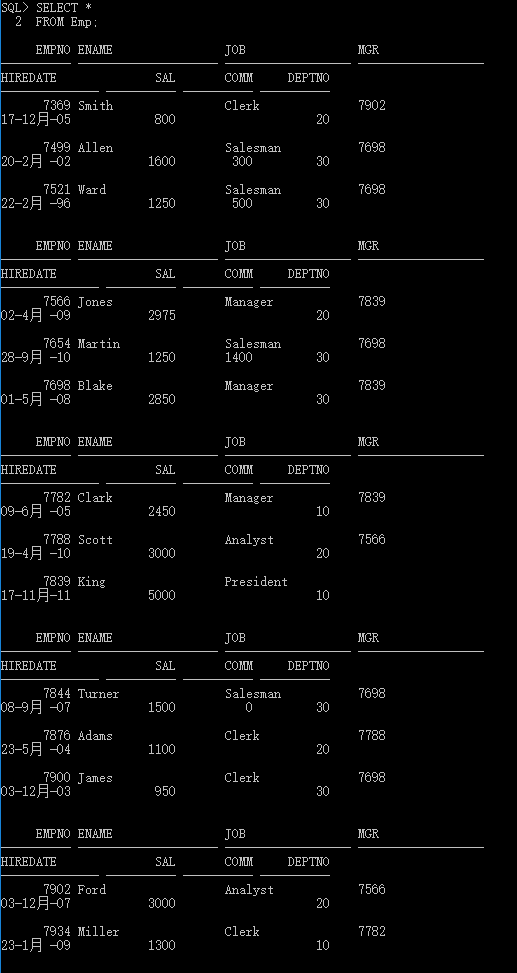 SQL> SELECT *
2 FROM Emp;
EMPNO ENAME JOB MGR
HIREDATE SAL COMM DEPTNO
7369 Smith Clerk 7902
17-12月-05 800 20
7499 Allen Salesman 7698
20-2月 -02 1600 300 30
7521 Ward Salesman 7698
22-2月 -96 1250 500 30
EMPNO ENAME JOB MGR
HIREDATE SAL COMM DEPTNO
7566 Jones Manager 7839
02-4月 -09 2975 20
7654 Martin Salesman 7698
28-9月 -10 1250 1400 30
7698 Blake Manager 7839
01-5月 -08 2850 30
EMPNO ENAME JOB MGR
HIREDATE SAL COMM DEPTNO
7782 Clark Manager 7839
09-6月 -05 2450 10
7788 Scott Analyst 7566
19-4月 -10 3000 20
7839 King President
17-11月-11 5000 10
EMPNO ENAME JOB MGR
HIREDATE SAL COMM DEPTNO
7844 Turner Salesman 7698
08-9月 -07 1500 0 30
7876 Adams Clerk 7788
23-5月 -04 1100 20
7900 James Clerk 7698
03-12月-03 950 30
EMPNO ENAME JOB MGR
HIREDATE SAL COMM DEPTNO
7902 Ford Analyst 7566
03-12月-07 3000 20
7934 Miller Clerk 7782
23-1月 -09 1300 10